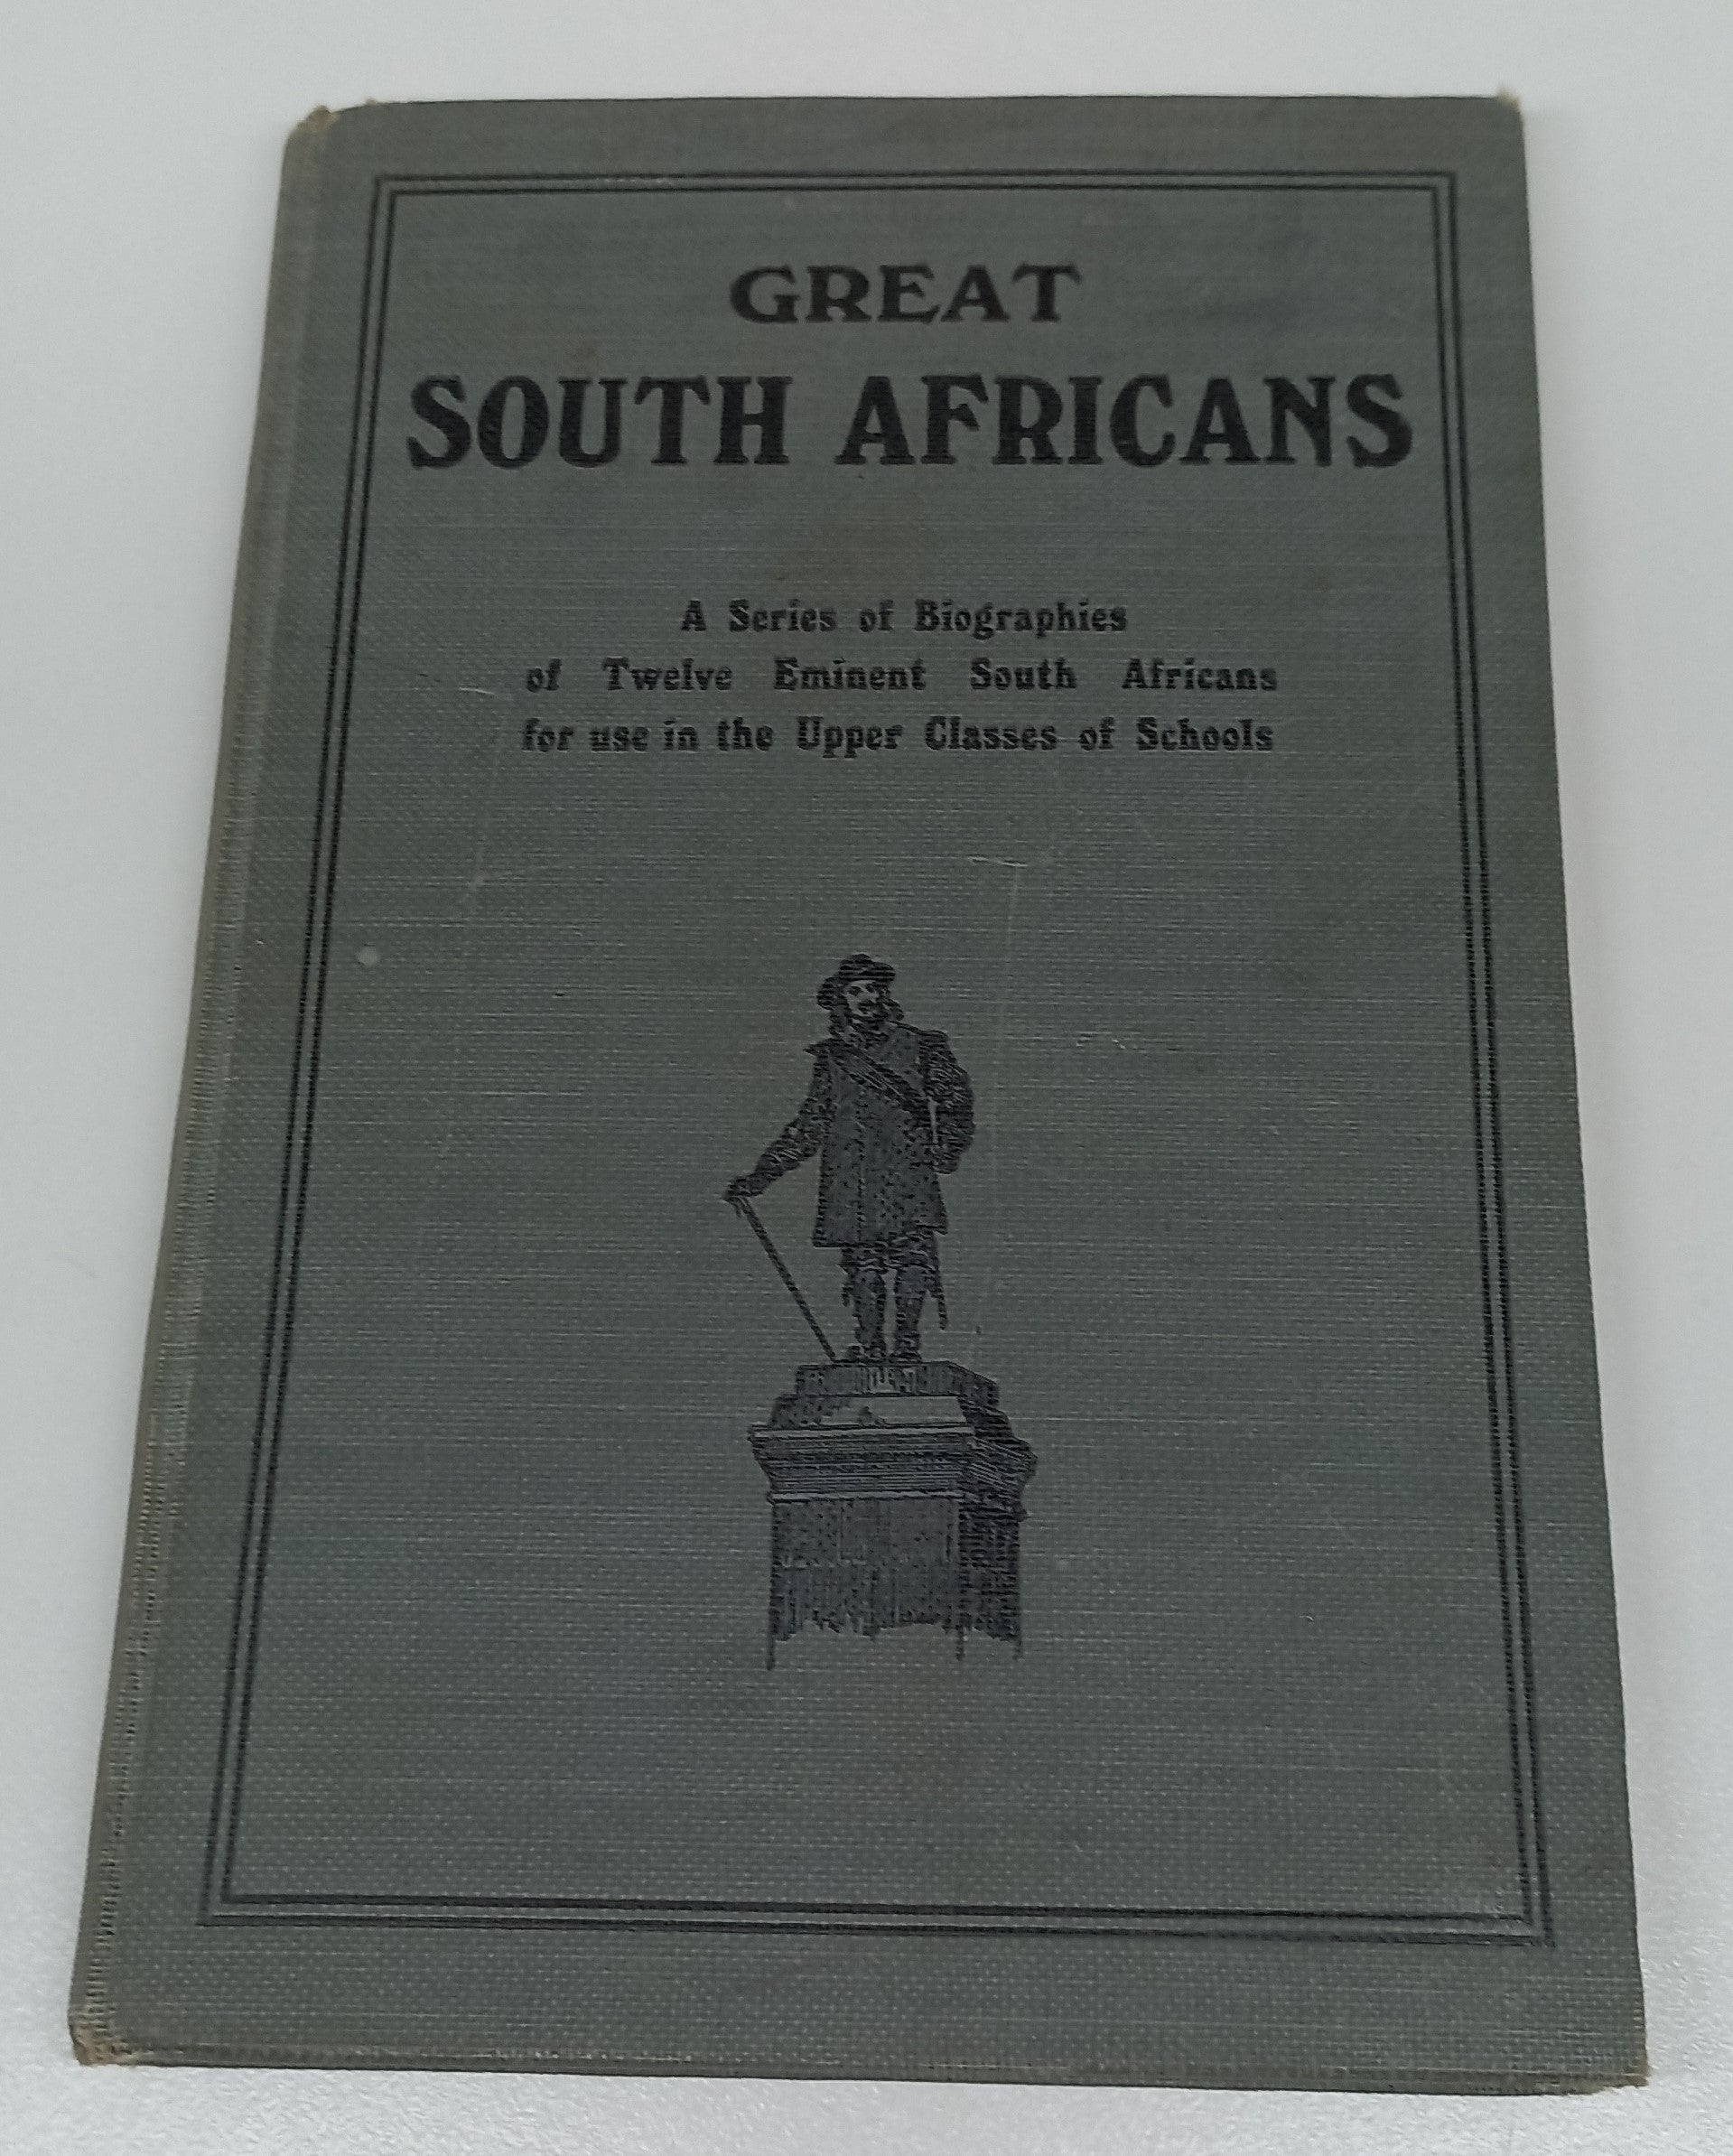 GREAT
SOUTH AFRICANS
A Series of Biographies
of Twelve Eminent South Africans
for use in the Upper Classes of Schools